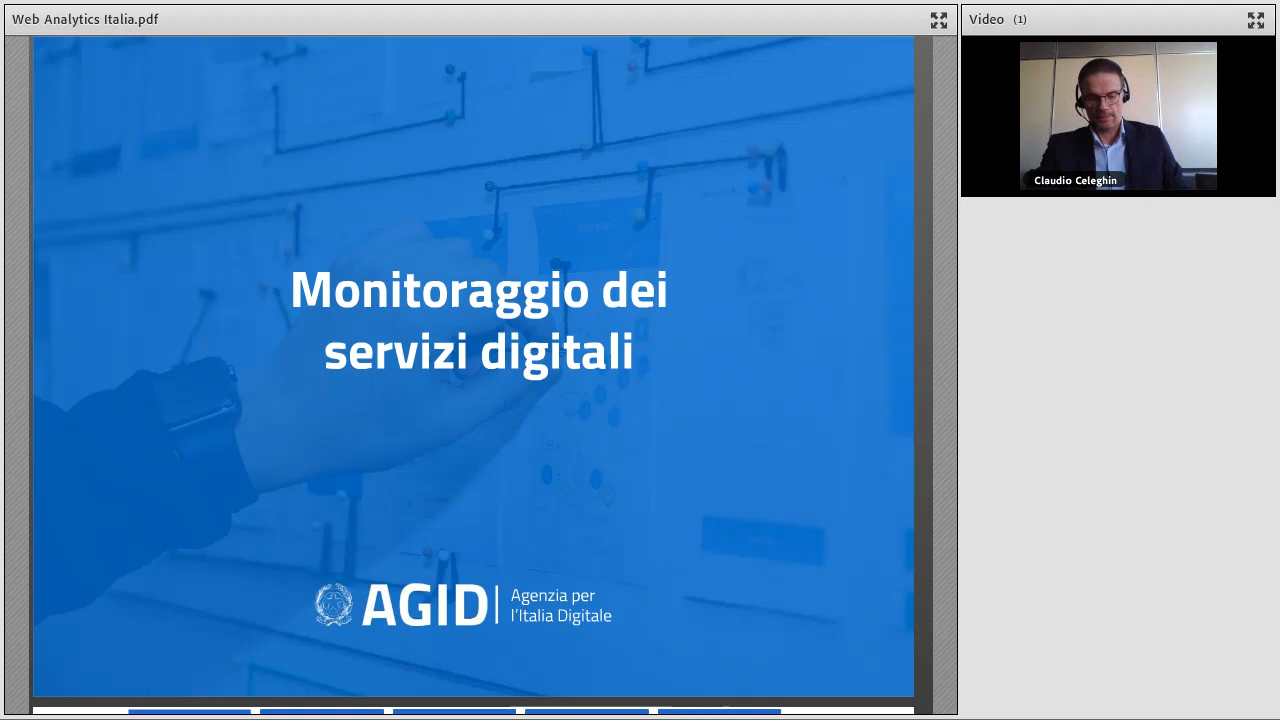 Web Analytics Italia.pdf
Video (1)
Claudio Celeghin
Monitoraggio dei
servizi digitali
AGID
Agenzia per
l'Italia Digitale